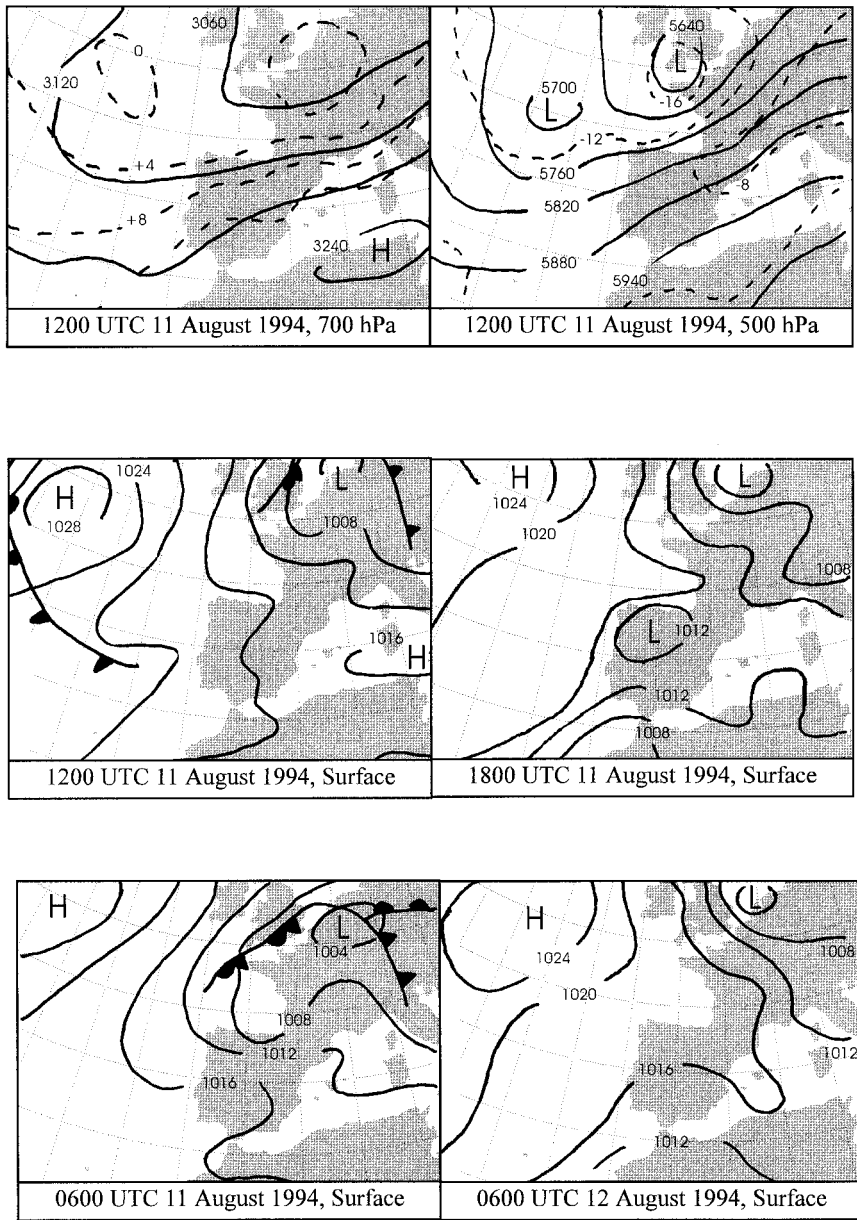 3060
3120
0
+4
+8
3240
H
1200 UTC 11 August 1994, 700 hPa
5640
L
5700
L
-16
-12
5760
-8
5820
5880
5940
1200 UTC 11 August 1994, 500 hPa
1024
H
1028
L
1008
1016
H
1200 UTC 11 August 1994, Surface
H
1024
L
1020
1008
L
1012
1012
1008
1800 UTC 11 August 1994, Surface
H
L
1004
1008
1012
1016
0600 UTC 11 August 1994, Surface
H
L
1008
1024
1020
1012
1016
1012
0600 UTC 12 August 1994, Surface